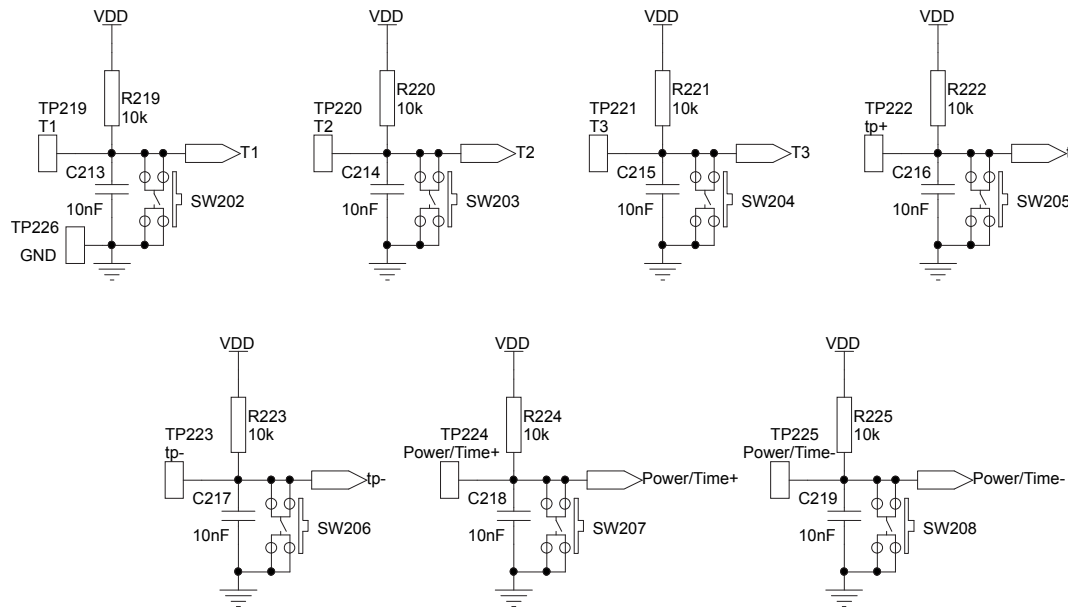 VDD
R219
10k
TP219
T1
T1
C213
10nF
SW202
TP226
GND
VDD
R220
10k
TP220
T2
T2
C214
10nF
SW203
VDD
R221
10k
TP221
T3
T3
C215
10nF
SW204
VDD
R222
10k
TP222
tp+
C216
10nF
SW205
VDD
R223
10k
TP223
tp-
tp-
C217
10nF
SW206
VDD
R224
10k
TP224
Power/Time+
Power/Time+
C218
10nF
SW207
VDD
R225
10k
TP225
Power/Time-
Power/Time-
C219
10nF
SW208